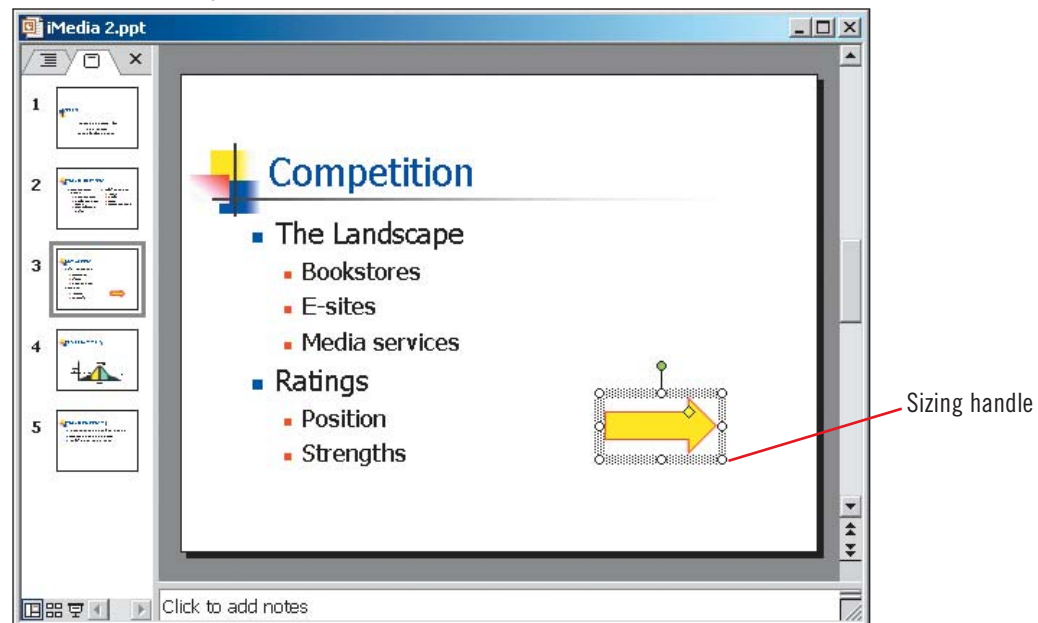 iMedia 2.ppt
1
2
3
4
5
Competition
The Landscape
Bookstores
E-sites
Media services
Ratings
Position
Strengths
Sizing handle
Click to add notes